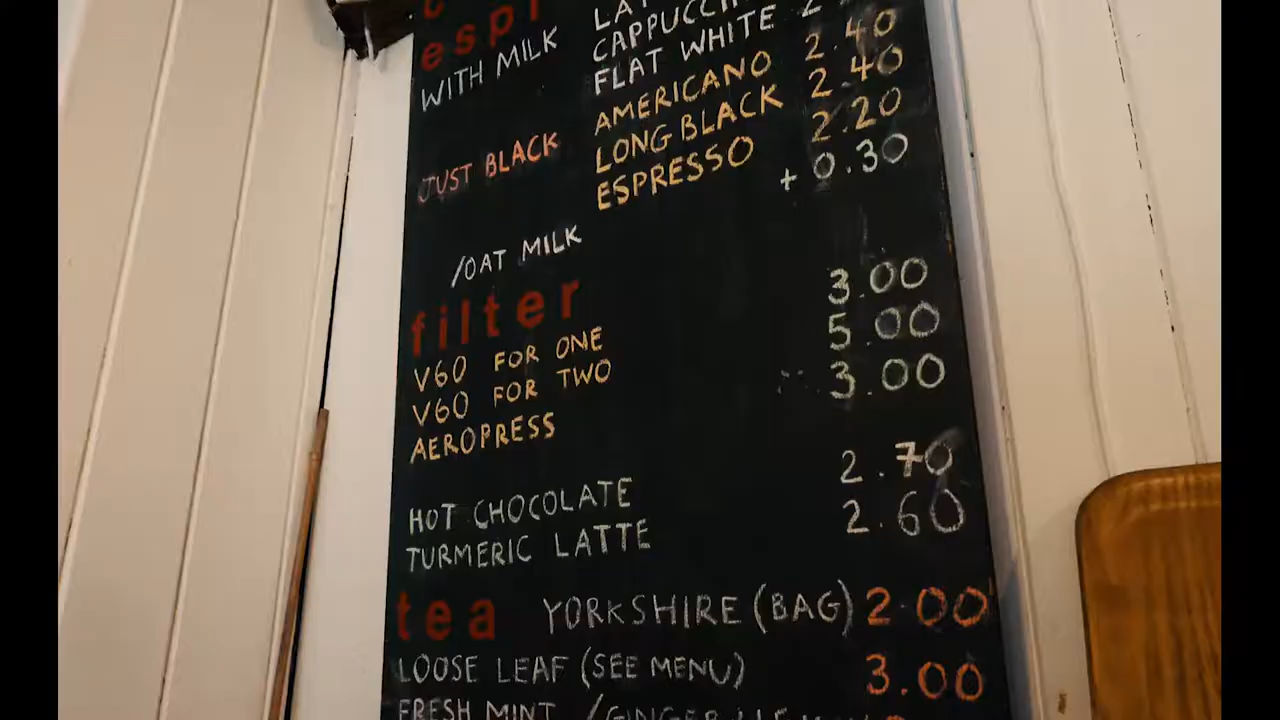 WITH MILK
CAPPUCCI
FLAT WHITE
AMERICANO 2.40
LONG BLACK 2.40
JUST BLACK ESPRESSO 2.20
/OAT MILK + 0.30
filter
V60 FOR ONE 3.00
V60 FOR TWO 5.00
AEROPRESS 3.00
HOT CHOCOLATE 2.70
TURMERIC LATTE 2.60
tea YORKSHIRE (BAG) 2.00
LOOSE LEAF (SEE MENU) 3.00
FRESH MINT